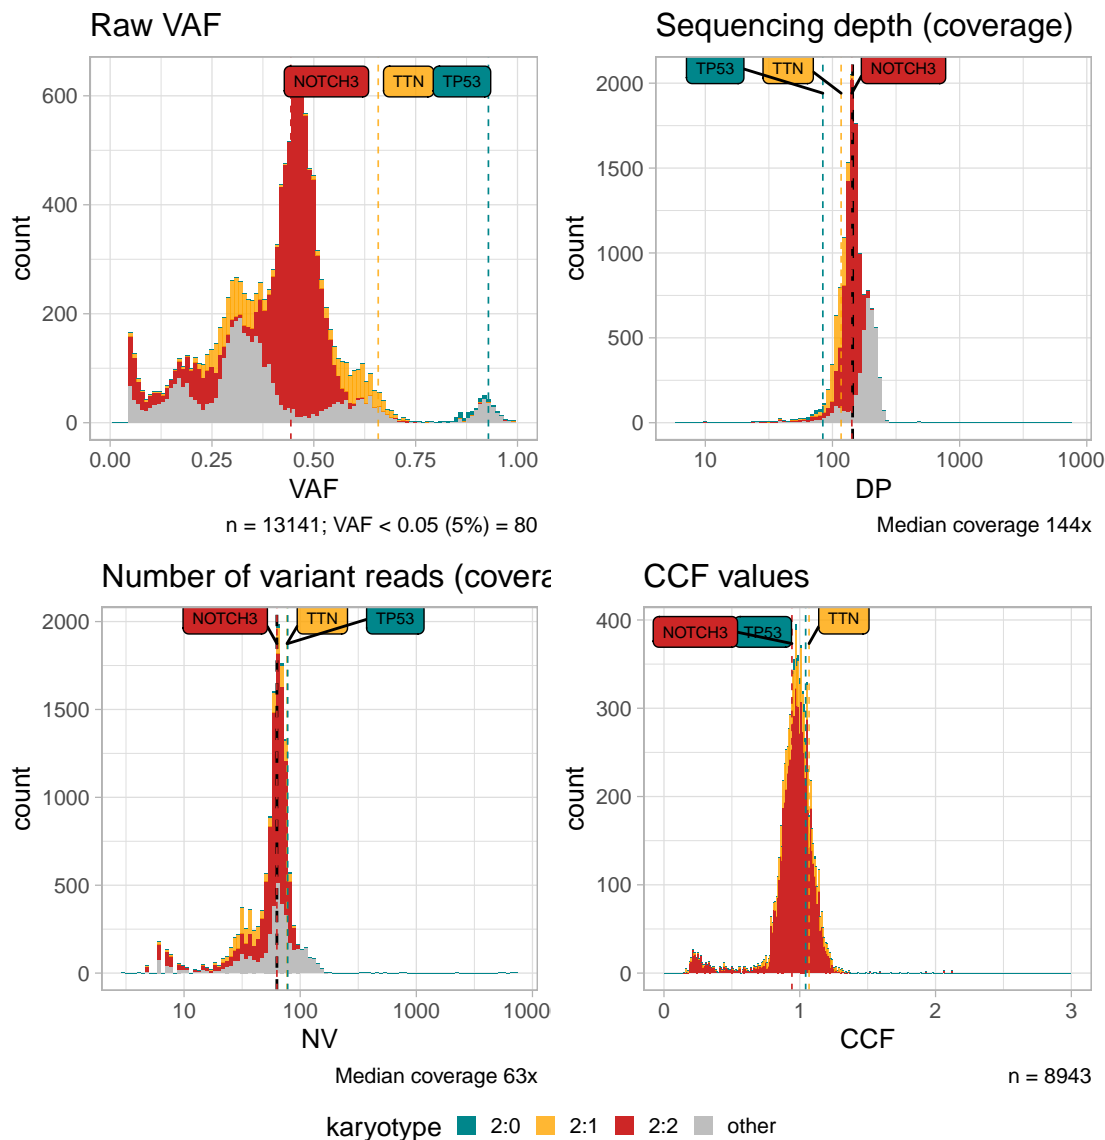 Raw VAF
Sequencing depth (coverage)
NOTCH3
TTN
TP53
TP53
TTN
NOTCH3
600
400
200
0
count
0.00
0.25
0.50
0.75
1.00
VAF
n = 13141; VAF < 0.05 (5%) = 80
2000
1500
1000
500
0
count
10
100
1000
1000
DP
Median coverage 144x
Number of variant reads (covera
CCF values
NOTCH3
TTN
TP53
NOTCH3
TP53
TTN
2000
1500
1000
500
0
count
10
100
1000
1000
NV
Median coverage 63x
400
300
200
100
0
count
0
1
2
3
CCF
n = 8943
karyotype 2:0 2:1 2:2 other